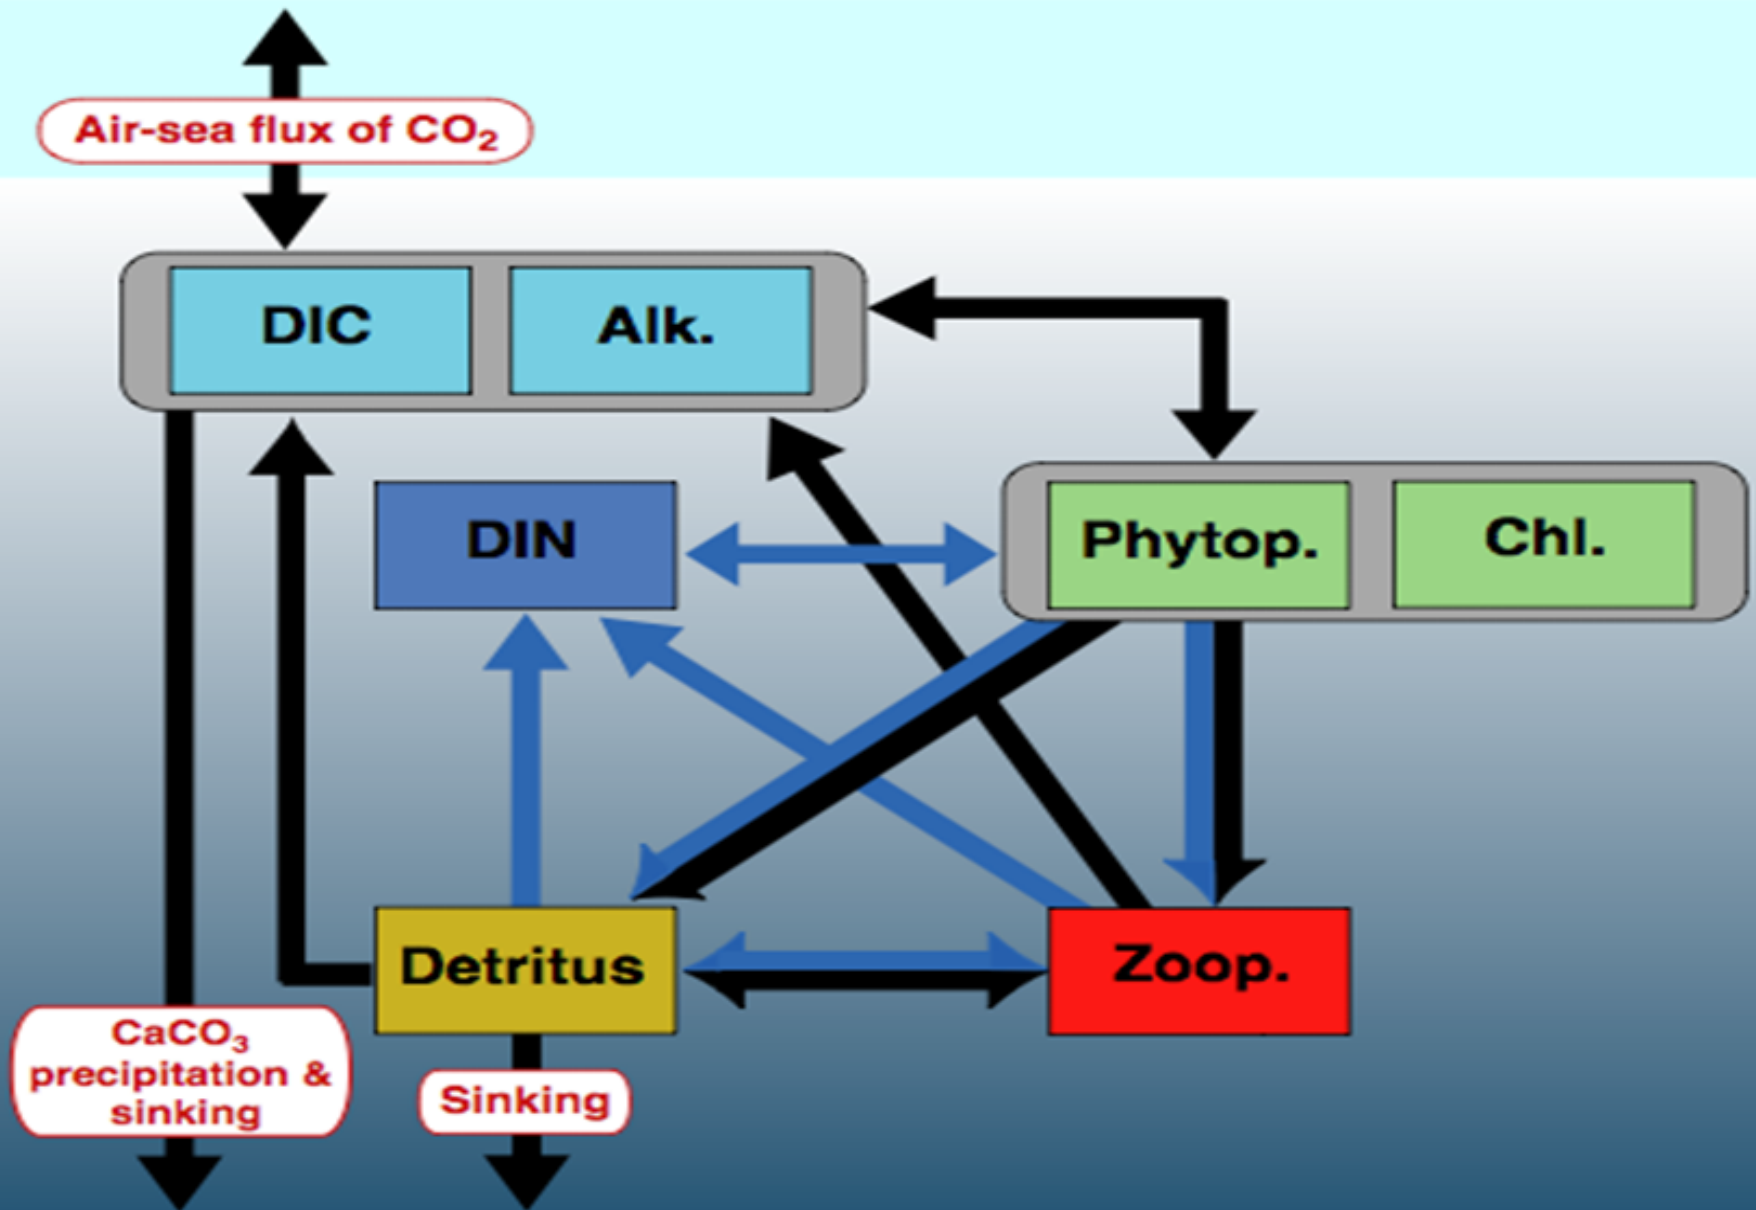 Air-sea flux of CO₂
DIC
Alk.
DIN
Phytop.
Chl.
Detritus
Zoop.
CaCO₃
precipitation &
sinking
Sinking